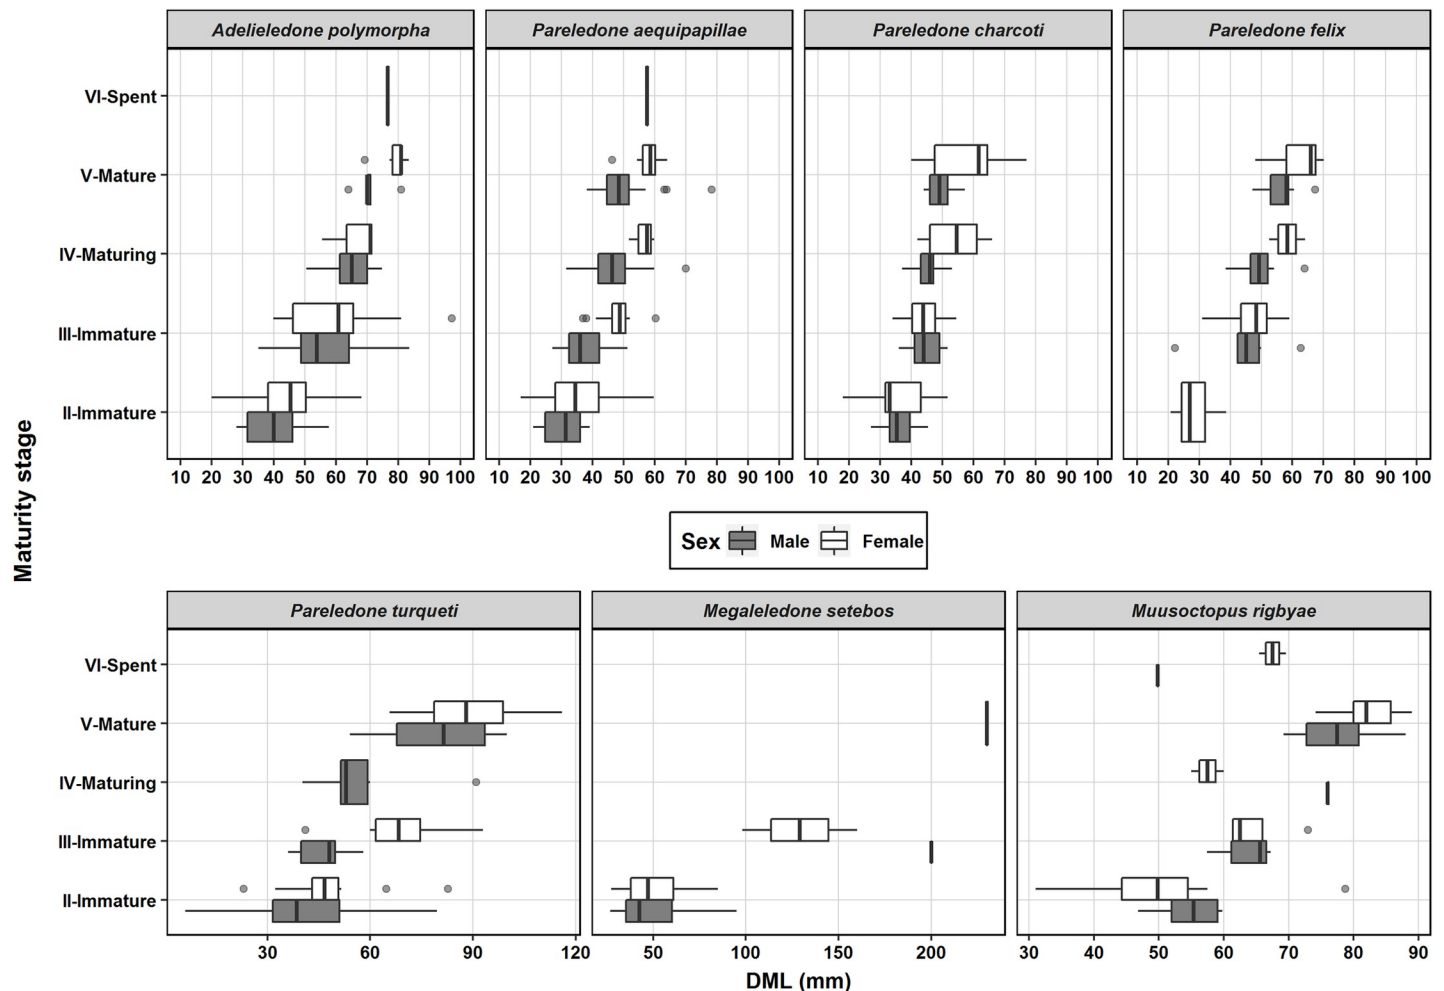 Adelieledone polymorpha Pareledone aequipapillae Pareledone charcoti Pareledone felix
VI-Spent
V-Mature
IV-Maturing
III-Immature
II-Immature
10 20 30 40 50 60 70 80 90 100 10 20 30 40 50 60 70 80 90 100 10 20 30 40 50 60 70 80 90 100 10 20 30 40 50 60 70 80 90 100
Maturity stage
Sex Male Female
Pareledone turqueti Megaleledone setebos Muusoctopus rigbyae
VI-Spent
V-Mature
IV-Maturing
III-Immature
II-Immature
30 60 90 120 50 100 150 200 30 40 50 60 70 80 90
DML (mm)